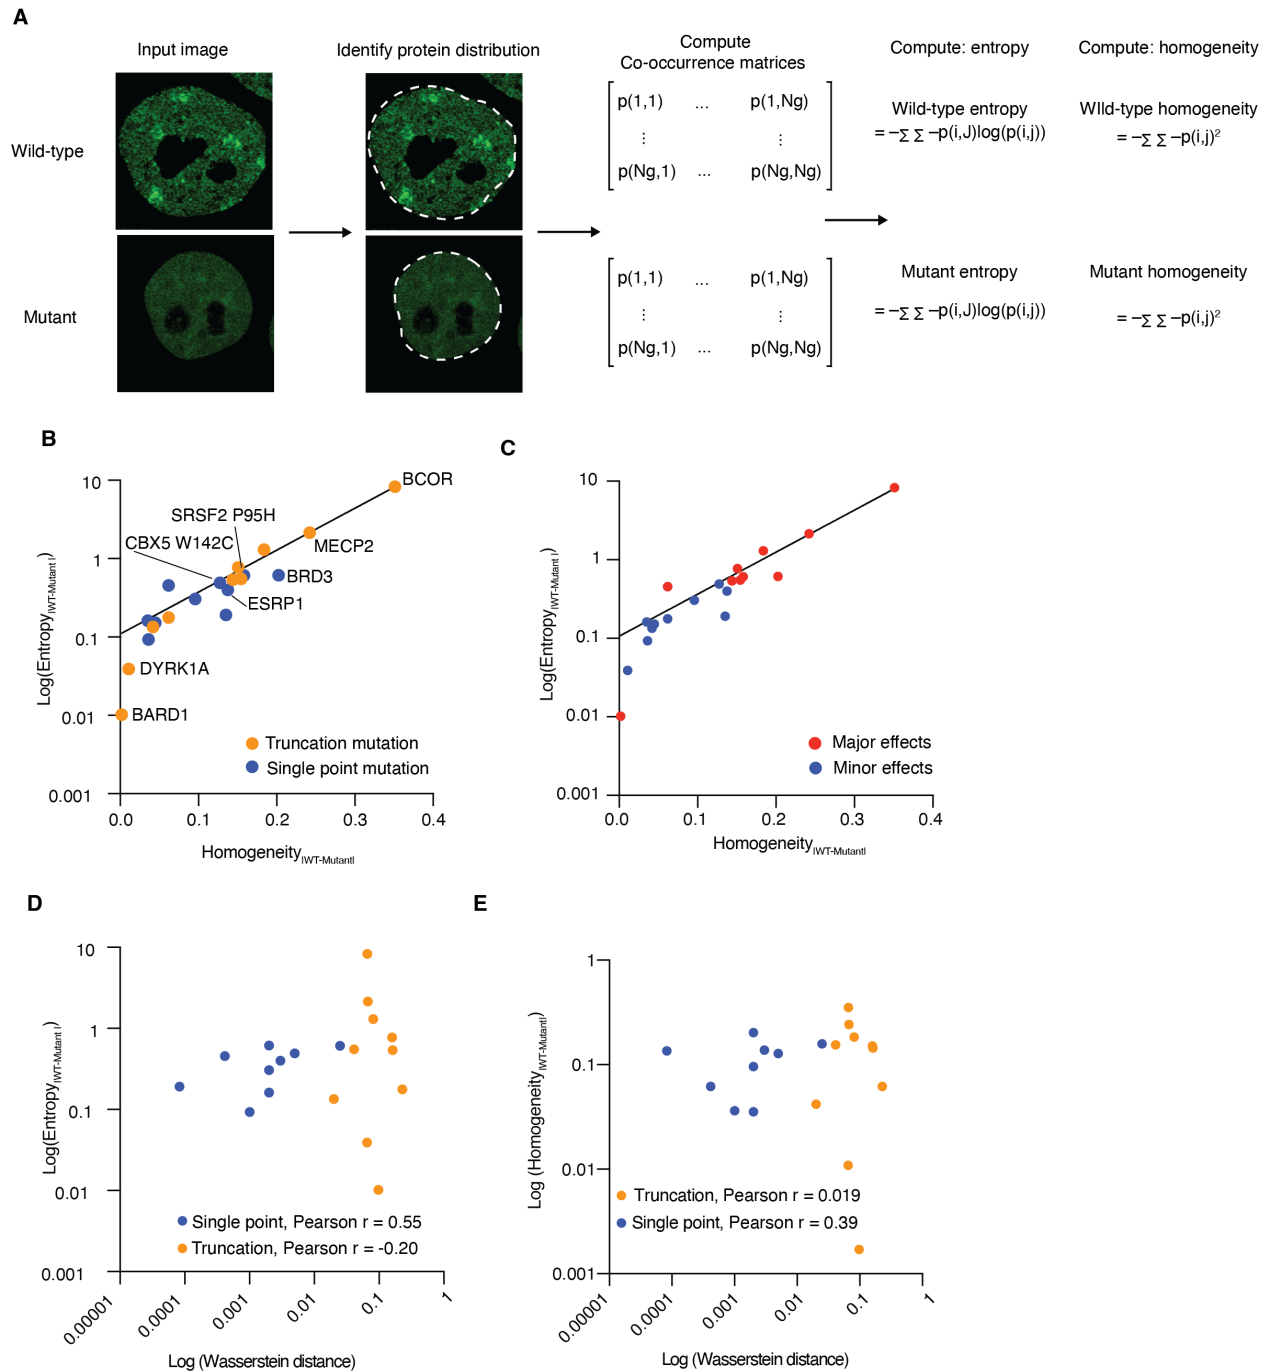 A
Input image
Identify protein distribution
Compute
Co-occurrence matrices
Compute: entropy
Compute: homogeneity
Wild-type
Mutant
p(1,1) ... p(1,Ng)
⋮ ⋮
p(Ng,1) ... p(Ng,Ng)
Wild-type entropy
= –∑ ∑ –p(i,J)log(p(i,j))
WIld-type homogeneity
= –∑ ∑ –p(i,j)²
p(1,1) ... p(1,Ng)
⋮ ⋮
p(Ng,1) ... p(Ng,Ng)
Mutant entropy
= –∑ ∑ –p(i,J)log(p(i,j))
Mutant homogeneity
= –∑ ∑ –p(i,j)²
B
Log(Entropy|WT-Mutant |)
10
1
0.1
0.01
0.001
BCOR
SRSF2 P95H
CBX5 W142C
MECP2
BRD3
ESRP1
DYRK1A
BARD1
Truncation mutation
Single point mutation
0.0 0.1 0.2 0.3 0.4
Homogeneity|WT-Mutant|
C
Log(Entropy|WT-Mutant |)
10
1
0.1
0.01
0.001
Major effects
Minor effects
0.0 0.1 0.2 0.3 0.4
Homogeneity|WT-Mutant|
D
Log(Entropy|WT-Mutant |)
10
1
0.1
0.01
0.001
Single point, Pearson r = 0.55
Truncation, Pearson r = -0.20
0.00001 0.0001 0.001 0.01 0.1 1
Log (Wasserstein distance)
E
Log (Homogeneity|WT-Mutant|)
1
0.1
0.01
0.001
Truncation, Pearson r = 0.019
Single point, Pearson r = 0.39
0.00001 0.0001 0.001 0.01 0.1 1
Log (Wasserstein distance)